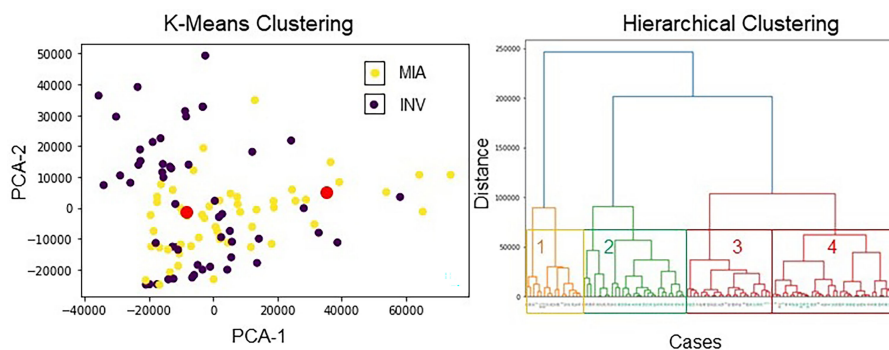 K-Means Clustering
50000
40000
30000
20000
10000
0
−10000
−20000
PCA-2
MIA
INV
−40000 −20000 0 20000 40000 60000
PCA-1
Hierarchical Clustering
250000
200000
150000
100000
50000
0
Distance
1 2 3 4
Cases